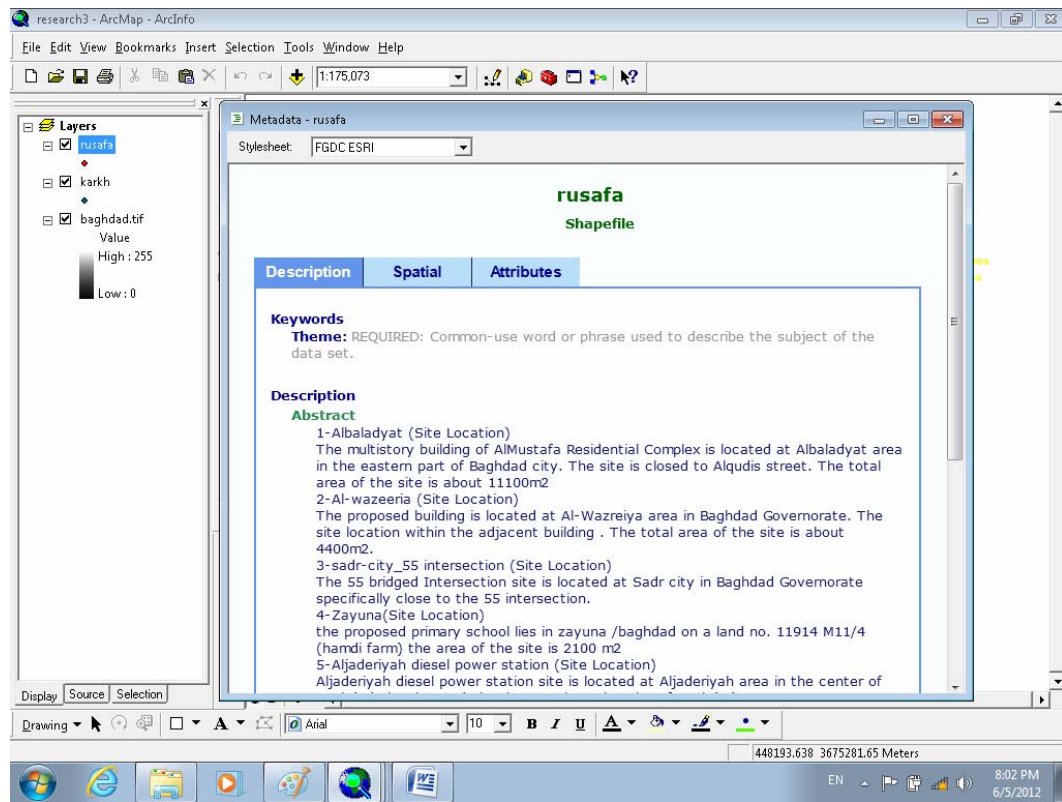 research3 - ArcMap - ArcInfo
File Edit View Bookmarks Insert Selection Tools Window Help
1:175,073
Layers
rusafa
karkh
baghdad.tif
Value
High : 255
Low : 0
Display Source Selection
Metadata - rusafa
Stylesheet: FGDC ESRI
rusafa
Shapefile
Description Spatial Attributes
Keywords
Theme: REQUIRED: Common-use word or phrase used to describe the subject of the
data set.
Description
Abstract
1-Albaladyat (Site Location)
The multistory building of AlMustafa Residential Complex is located at Albaladyat area
in the eastern part of Baghdad city. The site is closed to Alqudis street. The total
area of the site is about 11100m2
2-Al-wazeeria (Site Location)
The proposed building is located at Al-Wazreiya area in Baghdad Governorate. The
site location within the adjacent building . The total area of the site is about
4400m2.
3-sadr-city_55 intersection (Site Location)
The 55 bridged Intersection site is located at Sadr city in Baghdad Governorate
specifically close to the 55 intersection.
4-Zayuna(Site Location)
the proposed primary school lies in zayuna /baghdad on a land no. 11914 M11/4
(hamdi farm) the area of the site is 2100 m2
5-Aljaderiyah diesel power station (Site Location)
Aljaderiyah diesel power station site is located at Aljaderiyah area in the center of
Drawing A Arial 10 B I U A
448193.638 3675281.65 Meters
EN
8:02 PM
6/5/2012